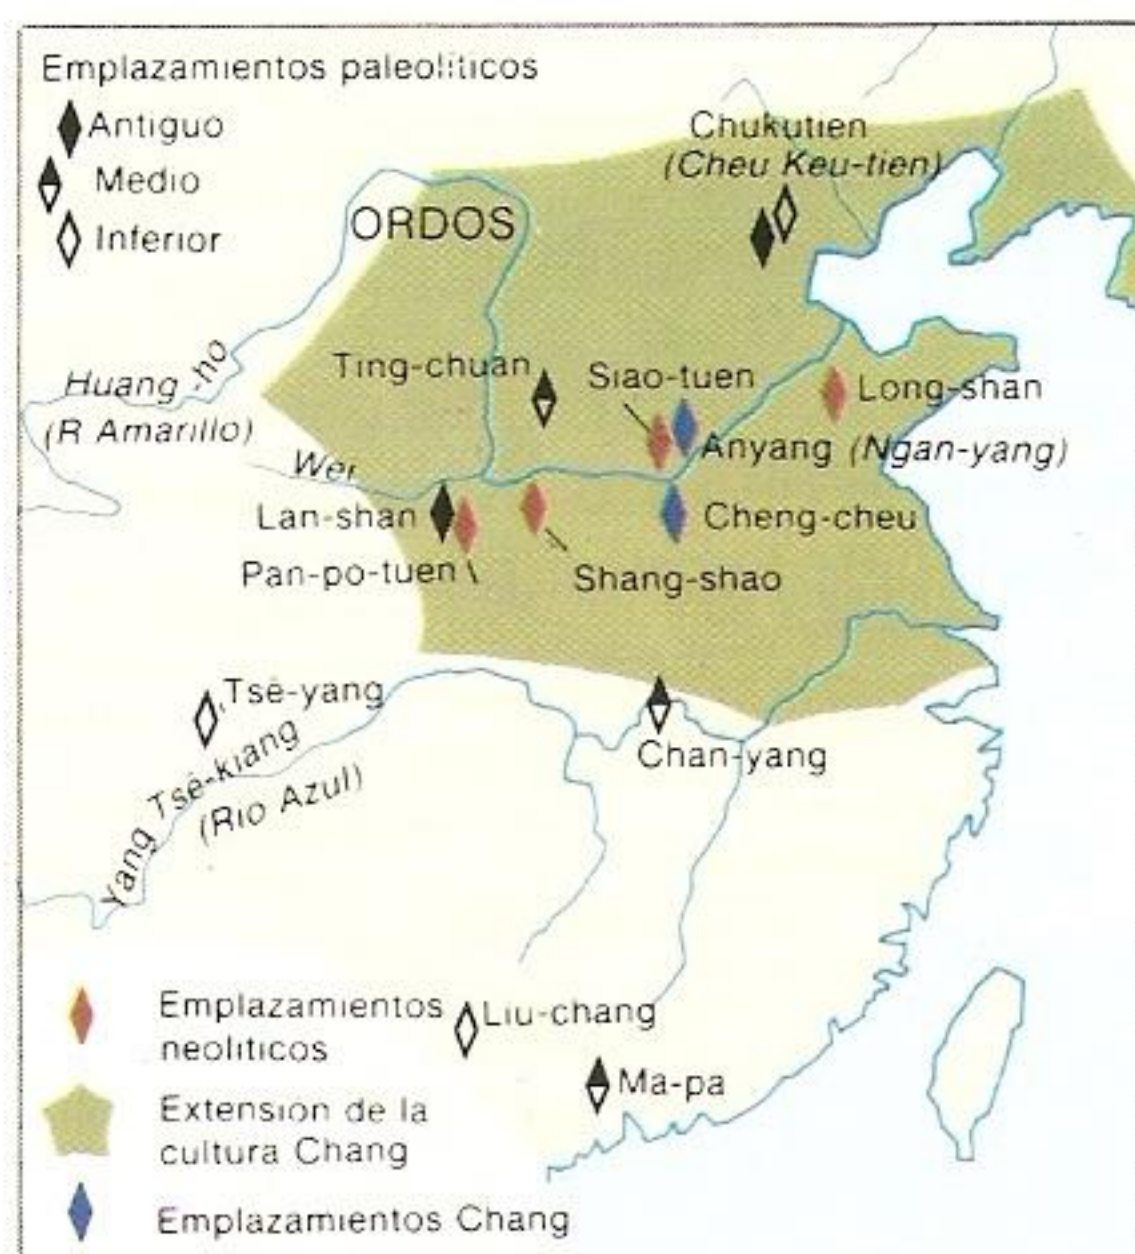 Emplazamientos paleolíticos
Antiguo
Medio
Inferior
Chukutien
(Cheu Keu-tien)
ORDOS
Huang-ho
(R Amarillo)
Ting-chuan
Siao-tuen
Long-shan
Anyang (Ngan-yang)
Wei
Lan-shan
Cheng-cheu
Pan-po-tuen
Shang-shao
Tsé-yang
Yang Tsé-kiang
(Rio Azul)
Chan-yang
Liu-chang
Ma-pa
Emplazamientos
neolíticos
Extension de la
cultura Chang
Emplazamientos Chang